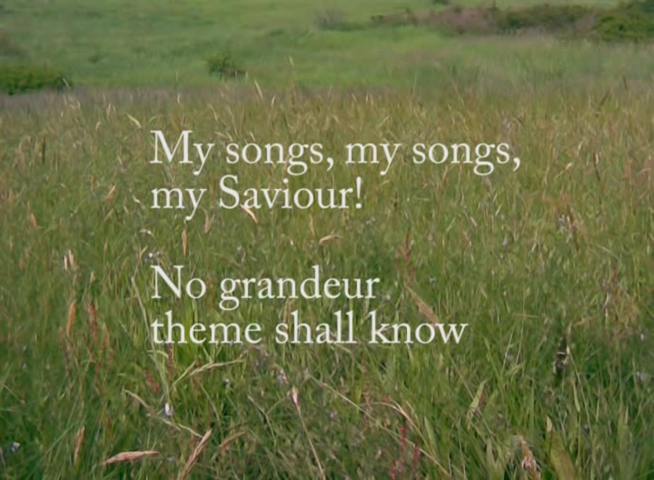 My songs, my songs,
my Saviour!
No grandeur
theme shall know